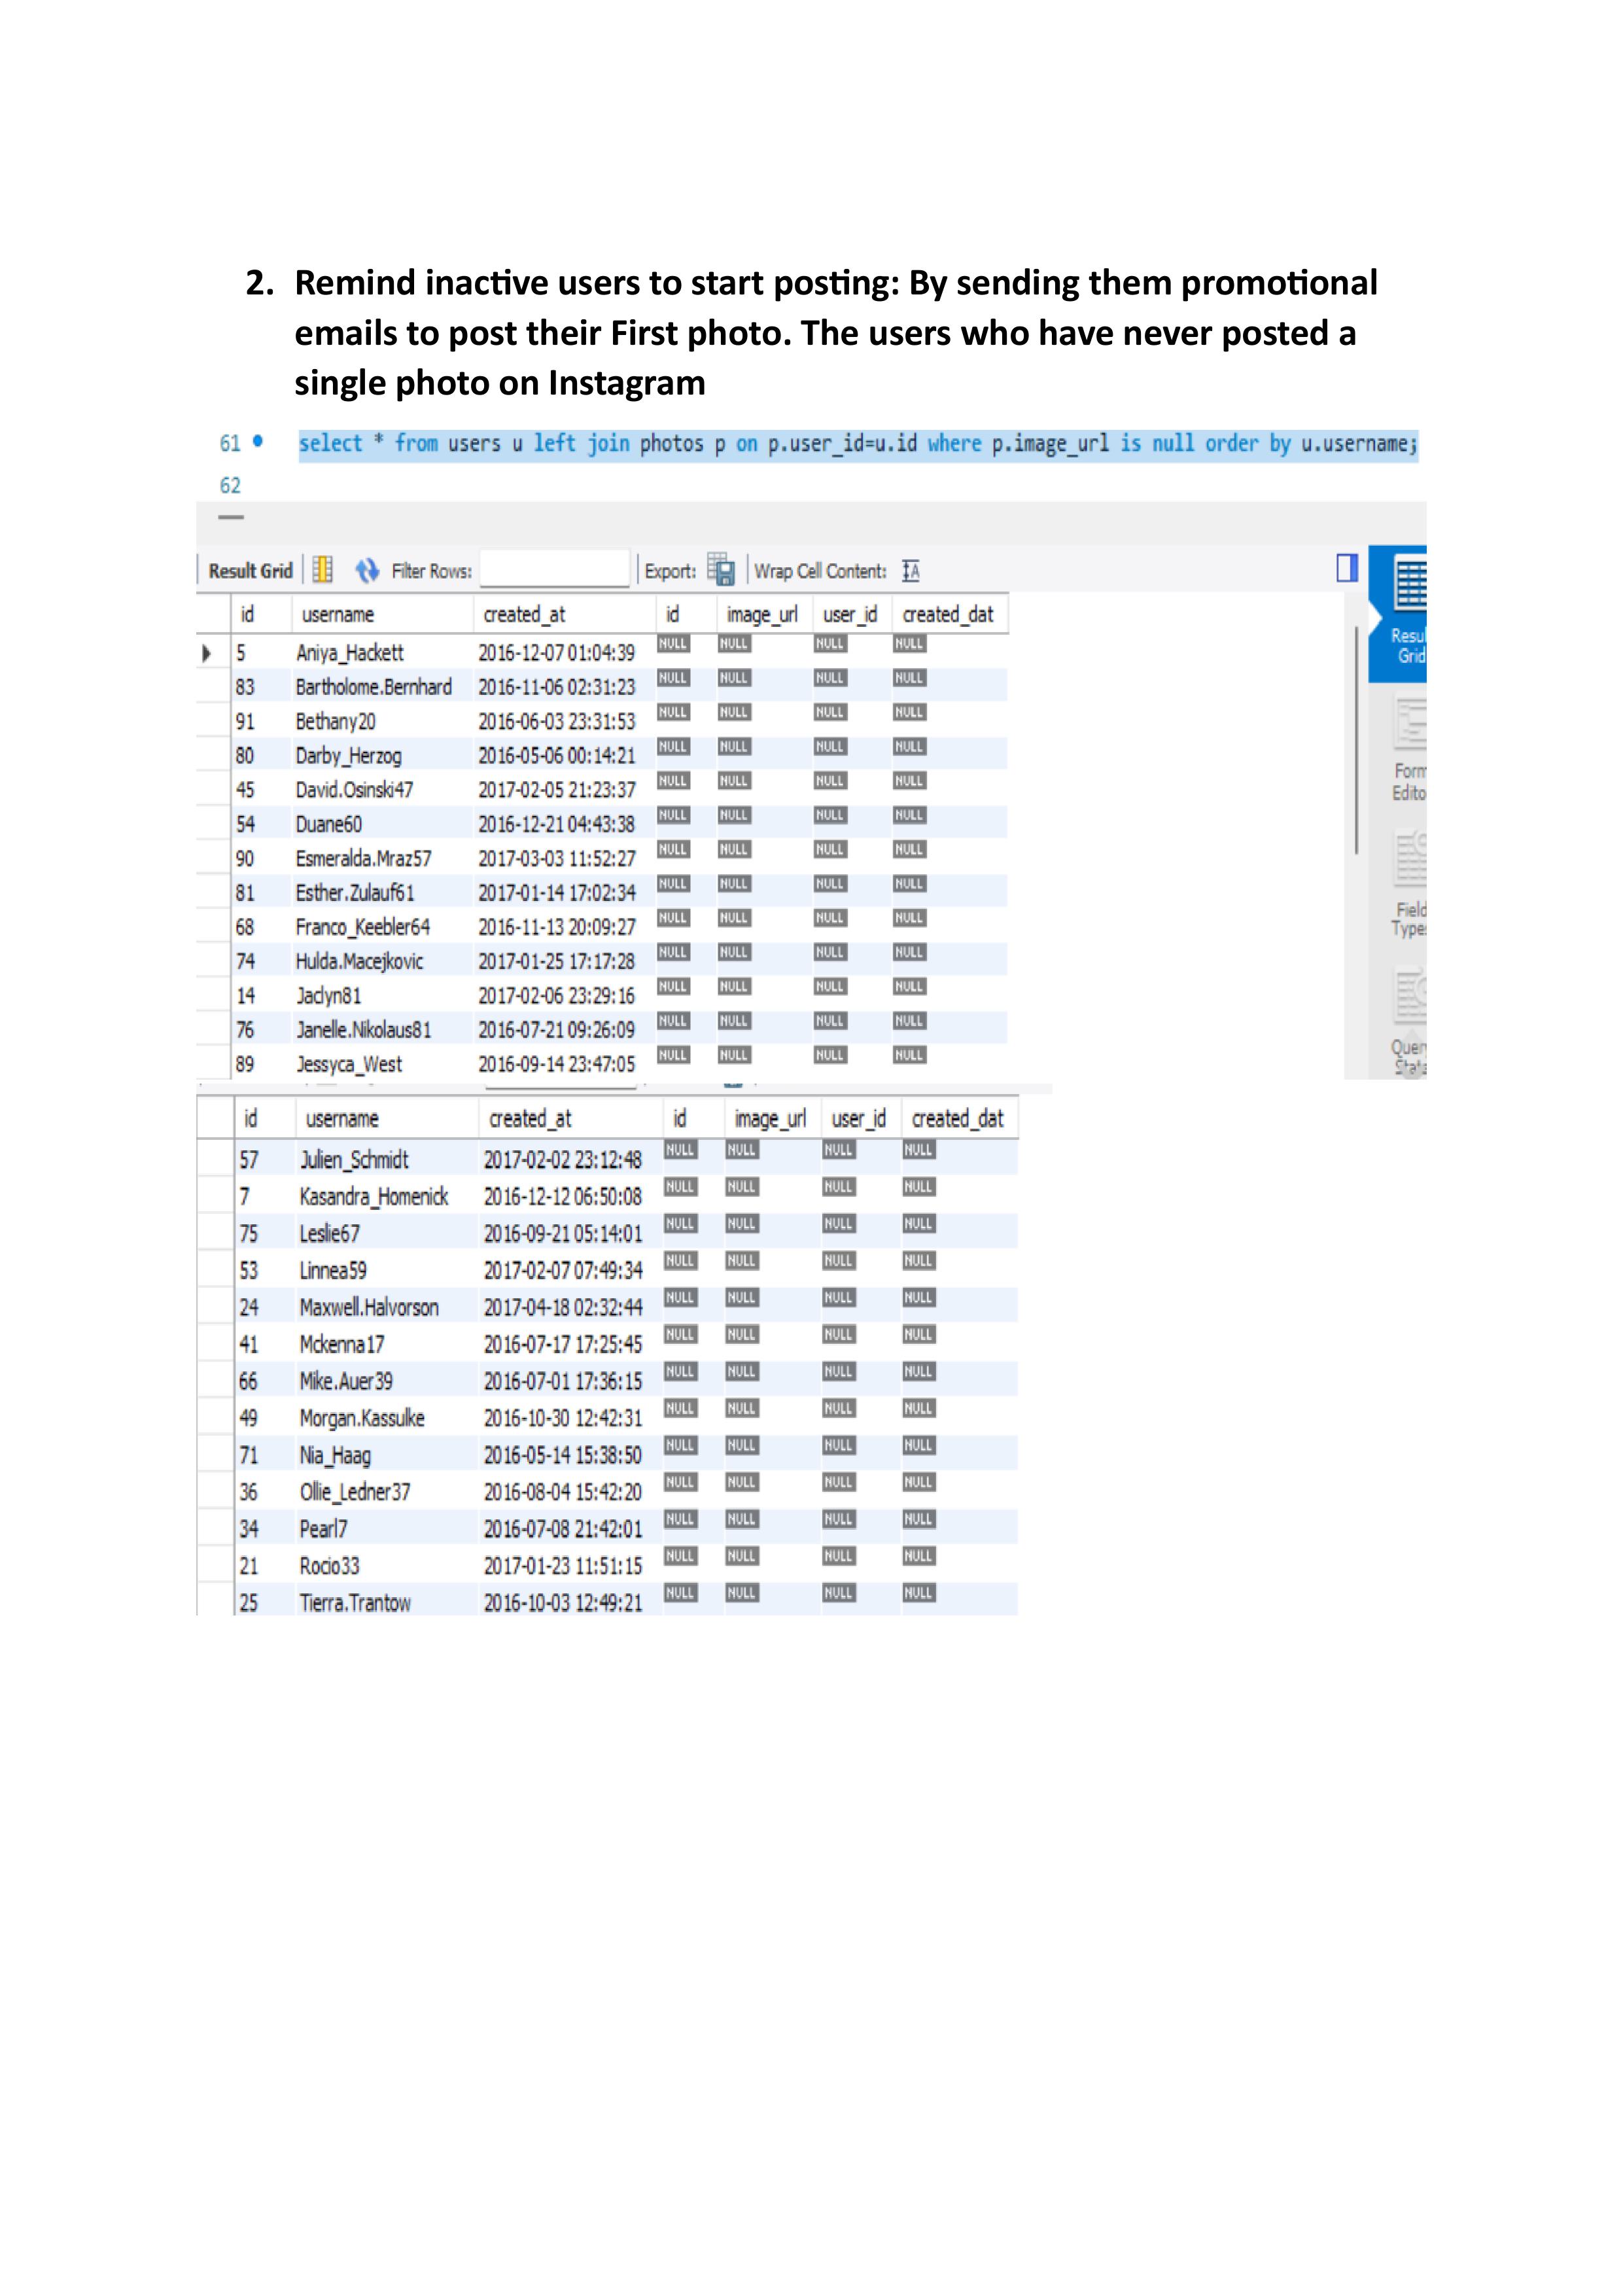 2. Remind inactive users to start posting: By sending them promotional
emails to post their First photo. The users who have never posted a
single photo on Instagram
61 select * from users u left join photos p on p.user_id=u.id where p.image_url is null order by u.username;
62
Result Grid Filter Rows: Export: Wrap Cell Content: IA
id username created_at id image_url user_id created_dat
5 Aniya_Hackett 2016-12-07 01:04:39 NULL NULL NULL NULL
83 Bartholome.Bernhard 2016-11-06 02:31:23 NULL NULL NULL NULL
91 Bethany20 2016-06-03 23:31:53 NULL NULL NULL NULL
80 Darby_Herzog 2016-05-06 00:14:21 NULL NULL NULL NULL
45 David.Osinski47 2017-02-05 21:23:37 NULL NULL NULL NULL
54 Duane60 2016-12-21 04:43:38 NULL NULL NULL NULL
90 Esmeralda.Mraz57 2017-03-03 11:52:27 NULL NULL NULL NULL
81 Esther.Zulauf61 2017-01-14 17:02:34 NULL NULL NULL NULL
68 Franco_Keebler64 2016-11-13 20:09:27 NULL NULL NULL NULL
74 Hulda.Macejkovic 2017-01-25 17:17:28 NULL NULL NULL NULL
14 Jaclyn81 2017-02-06 23:29:16 NULL NULL NULL NULL
76 Janelle.Nikolaus81 2016-07-21 09:26:09 NULL NULL NULL NULL
89 Jessyca_West 2016-09-14 23:47:05 NULL NULL NULL NULL
Resul
Grid
Form
Edito
Field
Type
Quer
Stat
id username created_at id image_url user_id created_dat
57 Julien_Schmidt 2017-02-02 23:12:48 NULL NULL NULL NULL
7 Kasandra_Homenick 2016-12-12 06:50:08 NULL NULL NULL NULL
75 Leslie67 2016-09-21 05:14:01 NULL NULL NULL NULL
53 Linnea59 2017-02-07 07:49:34 NULL NULL NULL NULL
24 Maxwell.Halvorson 2017-04-18 02:32:44 NULL NULL NULL NULL
41 Mckenna17 2016-07-17 17:25:45 NULL NULL NULL NULL
66 Mike.Auer39 2016-07-01 17:36:15 NULL NULL NULL NULL
49 Morgan.Kassulke 2016-10-30 12:42:31 NULL NULL NULL NULL
71 Nia_Haag 2016-05-14 15:38:50 NULL NULL NULL NULL
36 Ollie_Ledner37 2016-08-04 15:42:20 NULL NULL NULL NULL
34 Pearl7 2016-07-08 21:42:01 NULL NULL NULL NULL
21 Rocio33 2017-01-23 11:51:15 NULL NULL NULL NULL
25 Tierra.Trantow 2016-10-03 12:49:21 NULL NULL NULL NULL